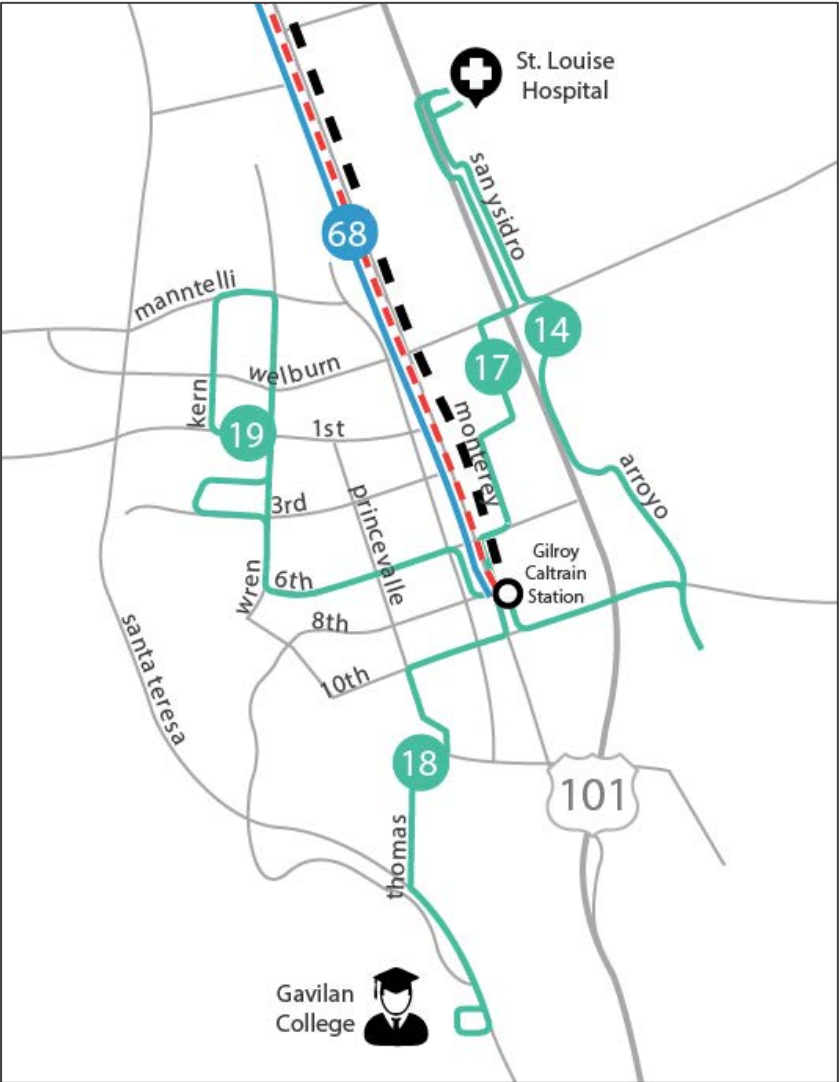 St. Louise
Hospital
san ysidro
68
manntelli
14
17
welburn
kern
19
1st
monterey
arroyo
princevalle
3rd
Gilroy
Caltrain
Station
6th
wren
8th
santa teresa
10th
18
101
thomas
Gavilan
College